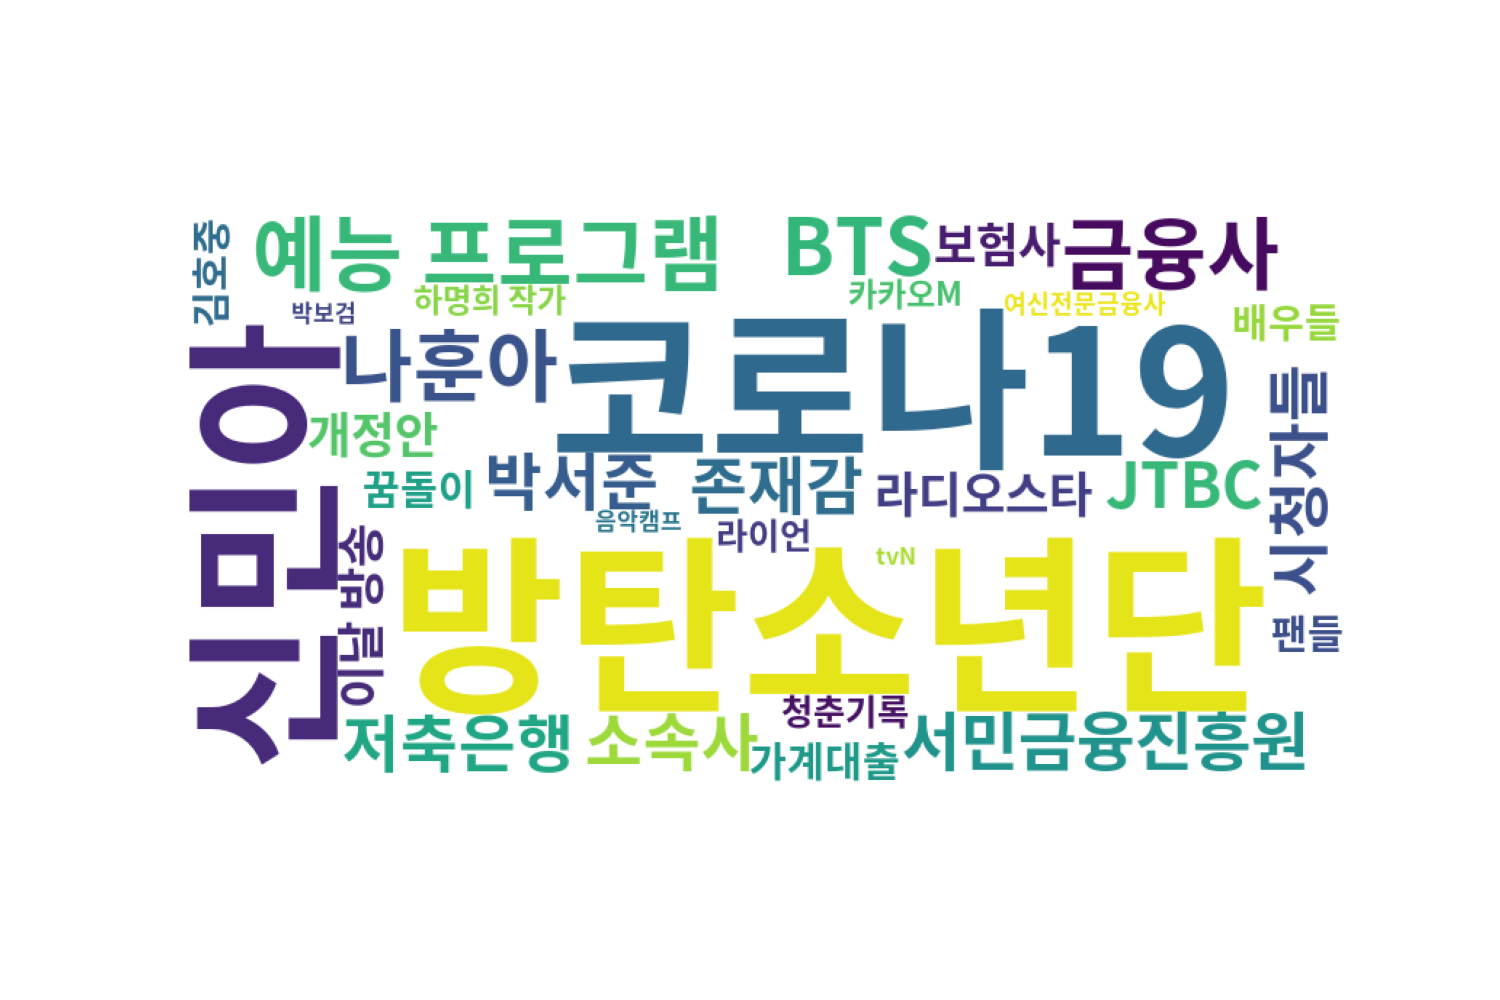 김호중
예능 프로그램
BTS
보험사
금융사
박보검
하명희 작가
카카오M
여신전문금융사
배우들
신민아
나훈아
코로나19
개정안
시청자들
꿈돌이
박서준
존재감
라디오스타
JTBC
음악캠프
라이언
tvN
이날 방송
방탄소년단
팬들
청춘기록
저축은행
소속사
가계대출
서민금융진흥원